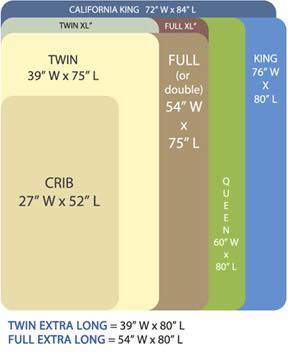 CALIFORNIA KING 72” W x 84” L
TWIN XL*
FULL XL*
TWIN
39” W x 75” L
FULL
(or
double)
54” W
X
75” L
KING
76” W
X
80” L
CRIB
27” W x 52” L
Q
U
E
E
N
60” W
x
80” L
TWIN EXTRA LONG = 39” W x 80” L
FULL EXTRA LONG = 54” W x 80” L